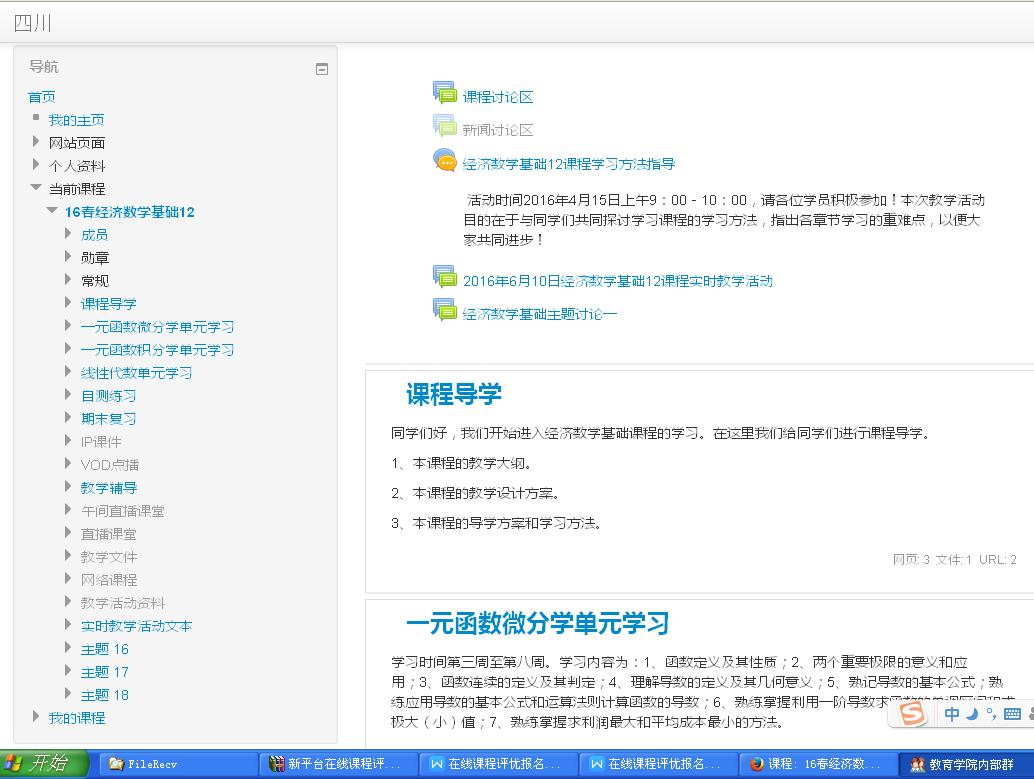 四川
导航
首页
我的主页
网站页面
个人资料
当前课程
16春经济数学基础12
成员
勋章
常规
课程导学
一元函数微分学单元学习
一元函数积分学单元学习
线性代数单元学习
自测练习
期末复习
IP课件
VOD点播
教学辅导
午间直播课堂
直播课堂
教学文件
网络课程
教学活动资料
实时教学活动文本
主题 16
主题 17
主题 18
我的课程
课程讨论区
新闻讨论区
经济数学基础12课程学习方法指导
活动时间2016年4月15日上午9：00－10：00，请各位学员积极参加！本次教学活动
目的在于与同学们共同探讨学习课程的学习方法，指出各章节学习的重难点，以便大
家共同进步！
2016年6月10日经济数学基础12课程实时教学活动
经济数学基础主题讨论一
课程导学
同学们好，我们开始进入经济数学基础课程的学习。在这里我们给同学们进行课程导学。
1、本课程的教学大纲。
2、本课程的教学设计方案。
3、本课程的导学方案和学习方法。
网页: 3 文件: 1 URL: 2
一元函数微分学单元学习
学习时间第三周至第八周。学习内容为：1、函数定义及其性质；2、两个重要极限的意义和应
用；3、函数连续的定义及其判定；4、理解导数的定义及其几何意义；5、熟记导数的基本公式；熟
练应用导数的基本公式和运算法则计算函数的导数；6、熟练掌握利用一阶导数求
极大（小）值；7、熟练掌握求利润最大和平均成本最小的方法。
中
开始
FileRecv
新平台在线课程评...
在线课程评优报名...
在线课程评优报名...
课程：16春经济数...
教育学院内部群